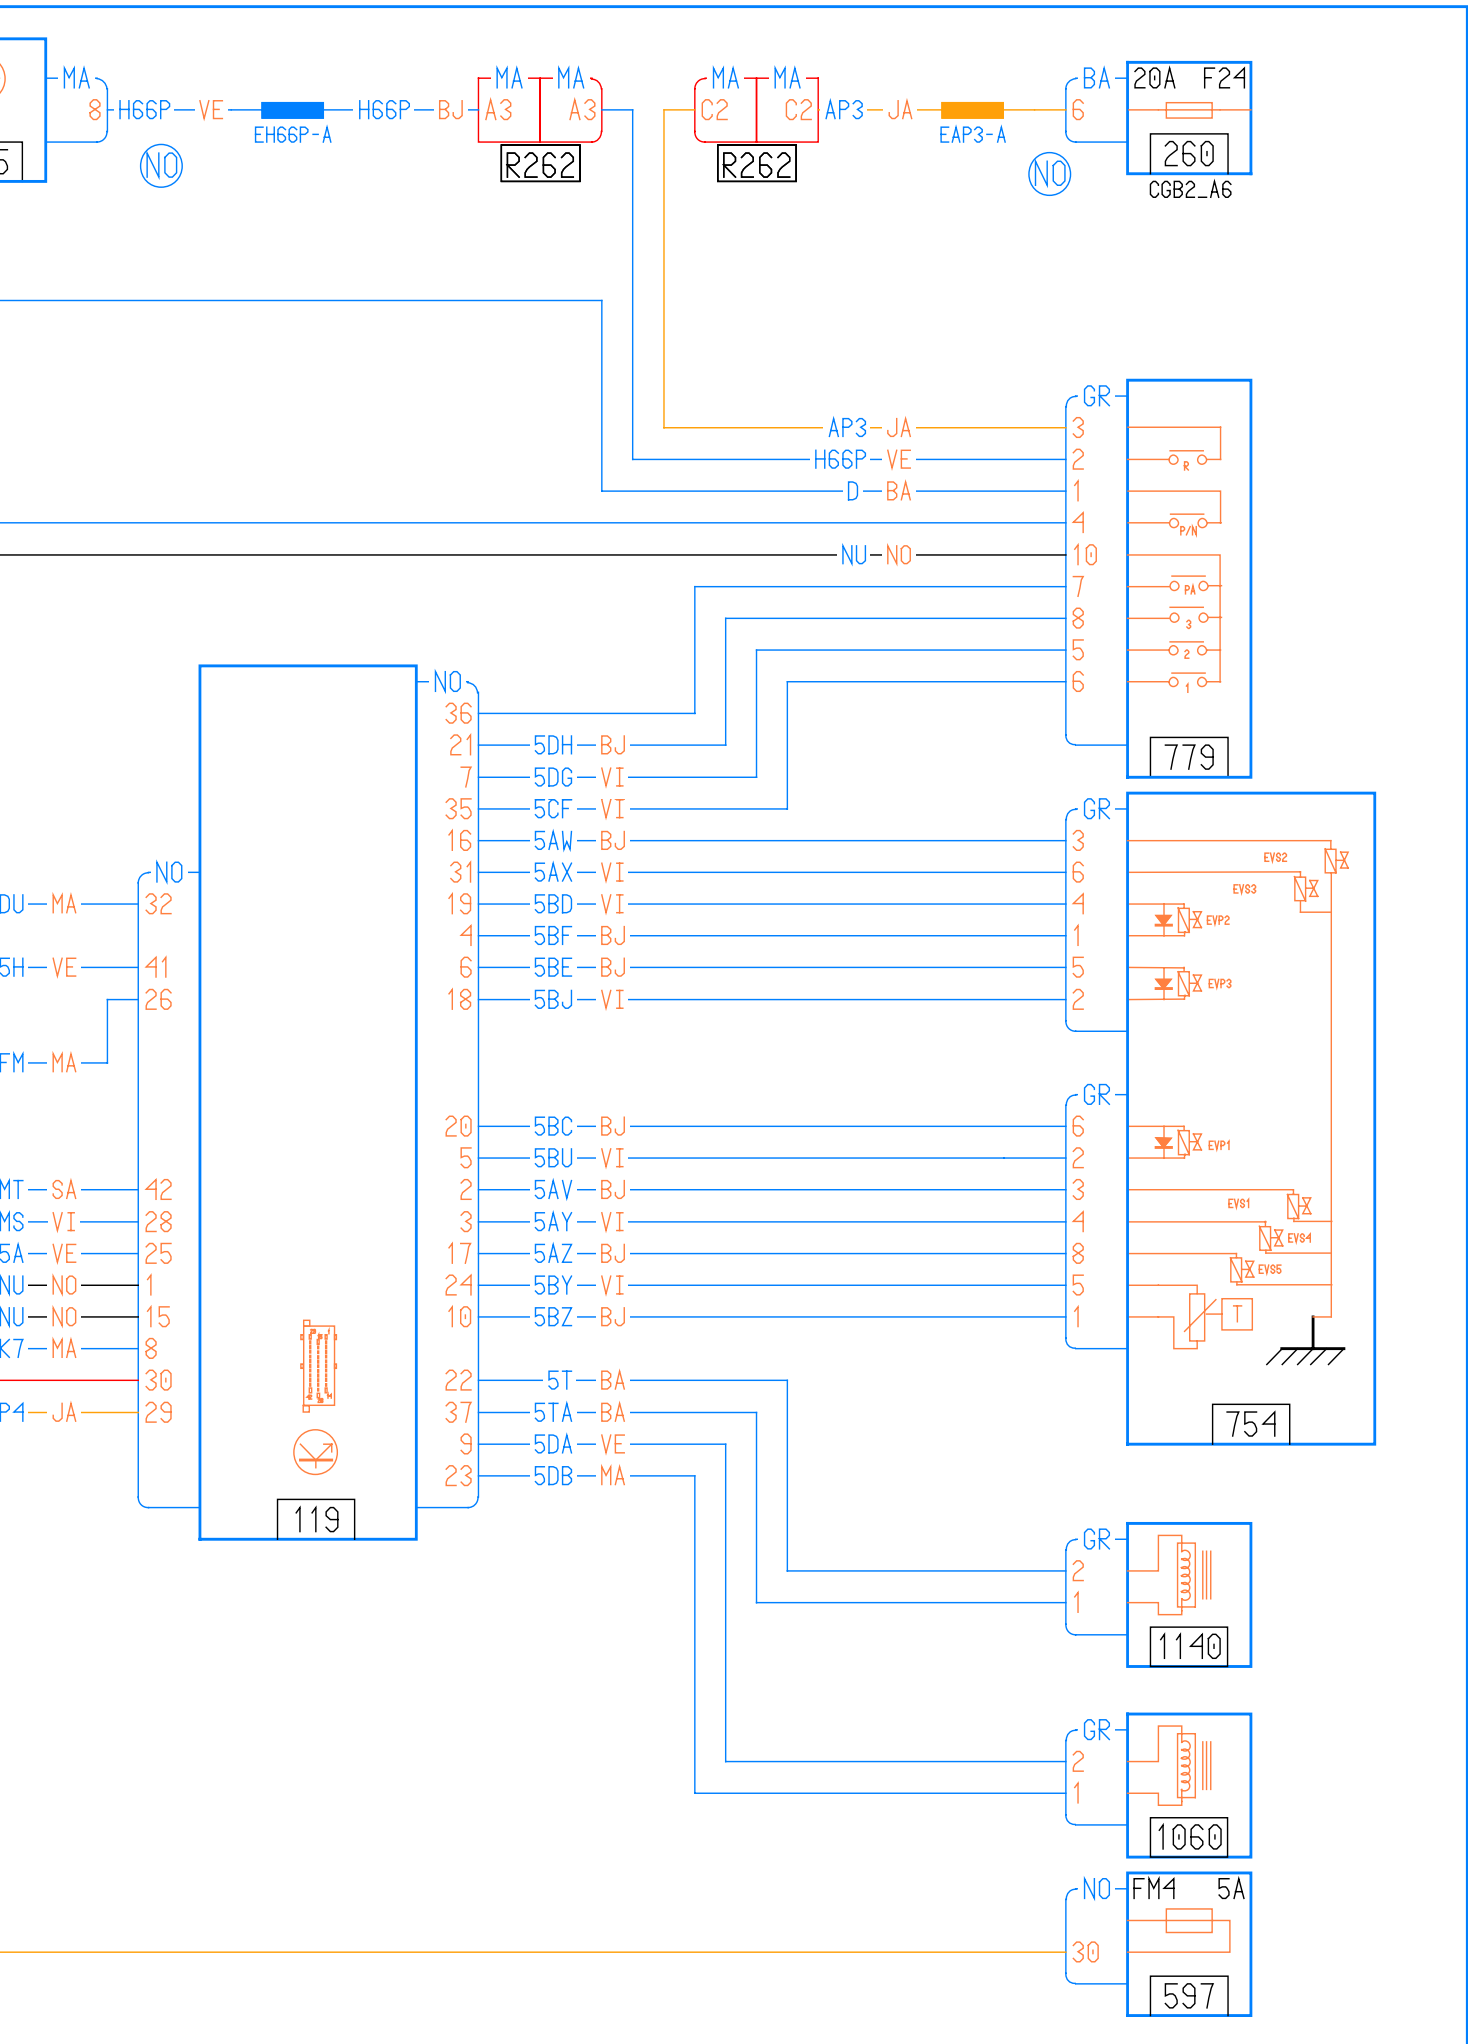 MA MA MA MA MA BA 20A F24
8 H66P VE H66P BJ A3 A3 C2 C2 AP3 JA 6
EH66P-A EAP3-A
5 NO R262 R262 NO 260
CGB2_A6
GR
AP3 JA 3
H66P VE 2 R
D BA 1
4 P/N
NU NO 10
7 PA
8 3
5 2
NO 6 1
36
21 5DH BJ
7 5DG VI 779
35 5CF VI GR
16 5AW BJ 3
EVS2
NO 31 5AX VI 6
EVS3
DU MA 32 19 5BD VI 4
EVP2
4 5BF BJ 1
5H VE 41 6 5BE BJ 5
EVP3
26 18 5BJ VI 2
FM MA
GR
20 5BC BJ 6
EVP1
5 5BU VI 2
MT SA 42 2 5AV BJ 3
EVS1
MS VI 28 3 5AY VI 4
EVS4
5A VE 25 17 5AZ BJ 8
EVS5
NU NO 1 24 5BY VI 5
NU NO 15 10 5BZ BJ 1 T
K7 MA 8
30 22 5T BA
P4 JA 29 37 5TA BA
754
9 5DA VE
23 5DB MA
119
GR
2
1
1140
GR
2
1
1060
NO FM4 5A
30
597